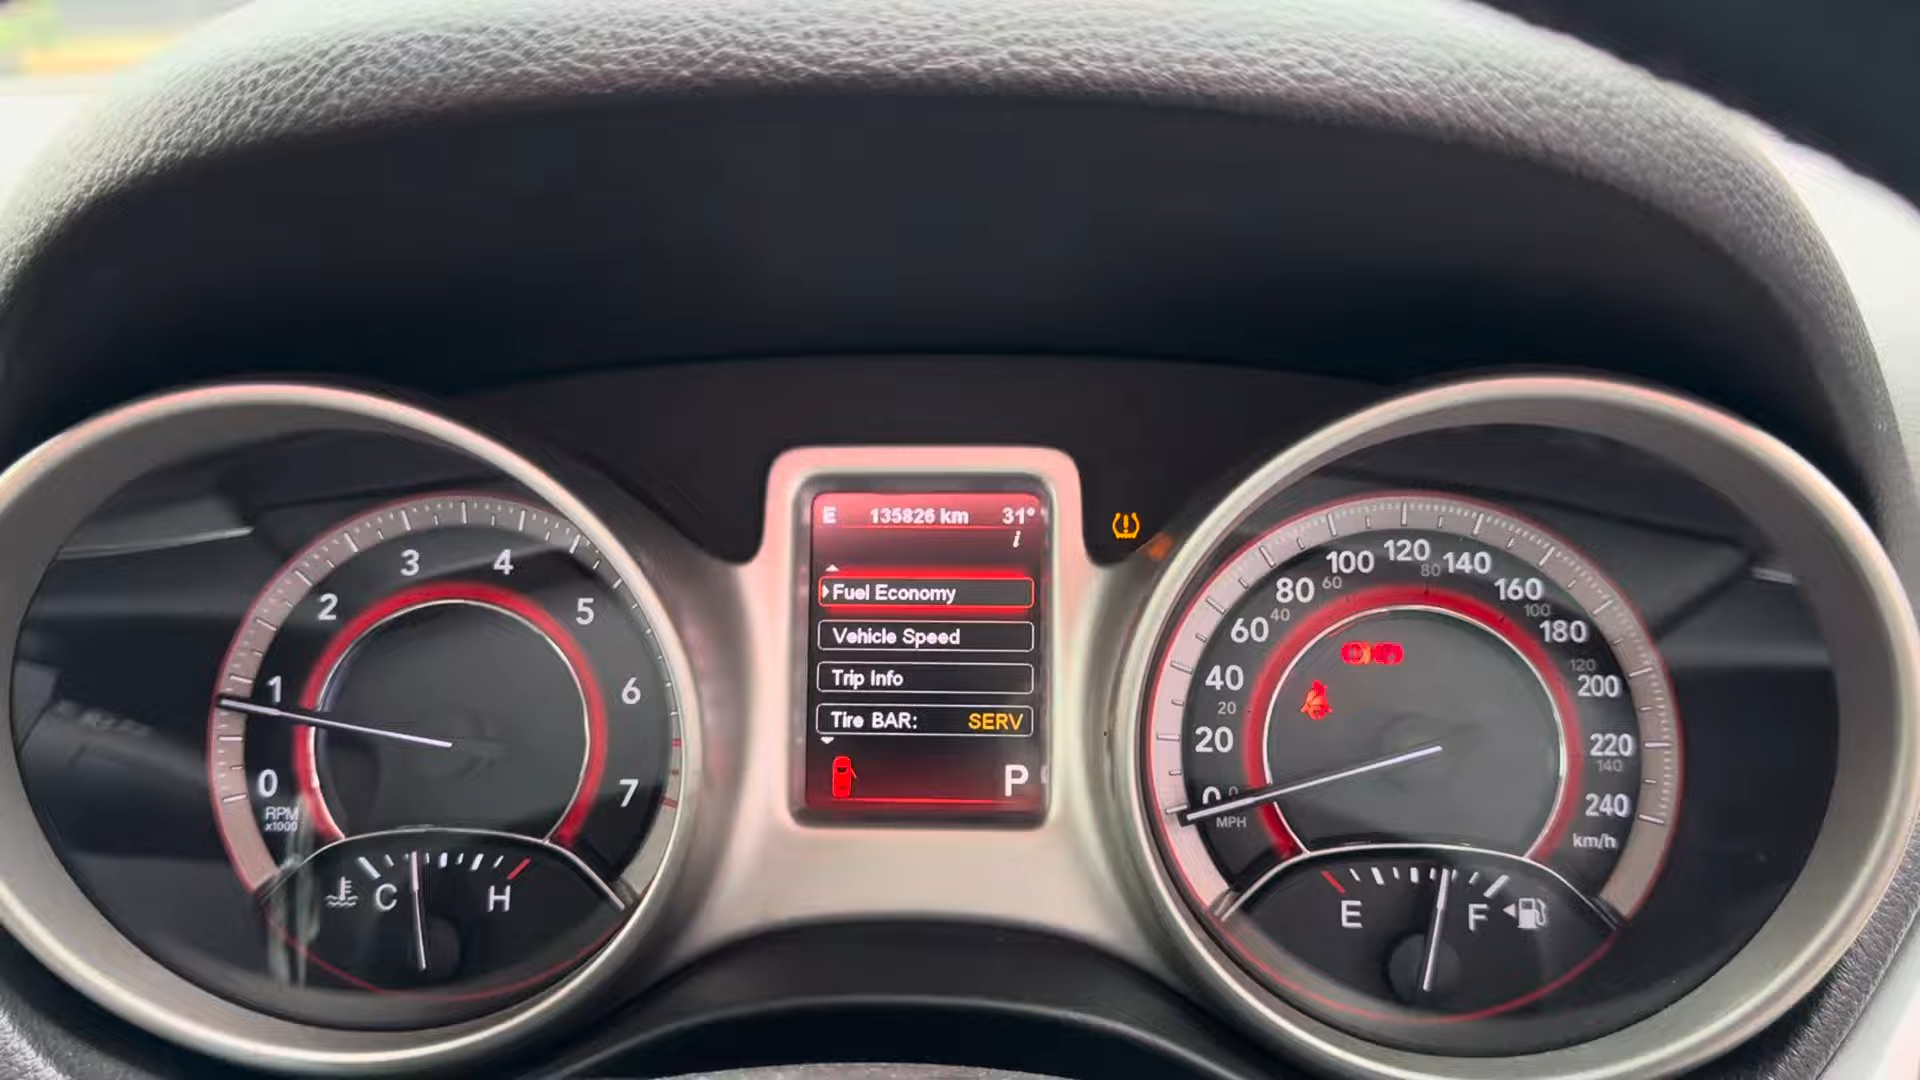 E 135826 km 31°
i
Fuel Economy
Vehicle Speed
Trip Info
Tire BAR: SERV
P
0 1 2 3 4 5 6 7
RPM
x1000
C H
0 20 40 60 80 100 120 140 160 180 200 220 240
0 20 40 60 80 100 120 140
MPH
km/h
E F